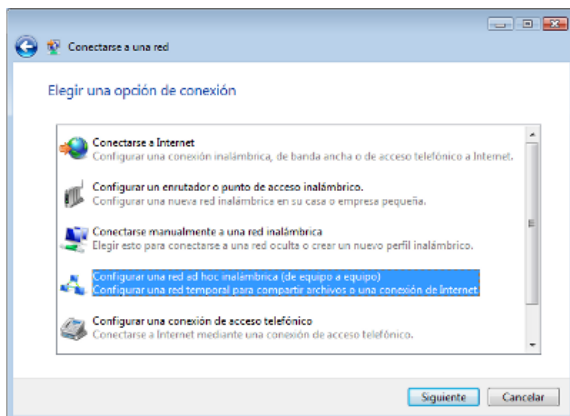 Conectarse a una red
Elegir una opción de conexión
Conectarse a Internet
Configurar una conexión inalámbrica, de banda ancha o de acceso telefónico a Internet.
Configurar un enrutador o punto de acceso inalámbrico.
Configurar una nueva red inalámbrica en su casa o empresa pequeña.
Conectarse manualmente a una red inalámbrica
Elegir esto para conectarse a una red oculta o crear un nuevo perfil inalámbrico.
Configurar una red ad hoc inalámbrica (de equipo a equipo)
Configurar una red temporal para compartir archivos o una conexión de Internet
Configurar una conexión de acceso telefónico
Conectarse a Internet mediante una conexión de acceso telefónico.
Siguiente Cancelar